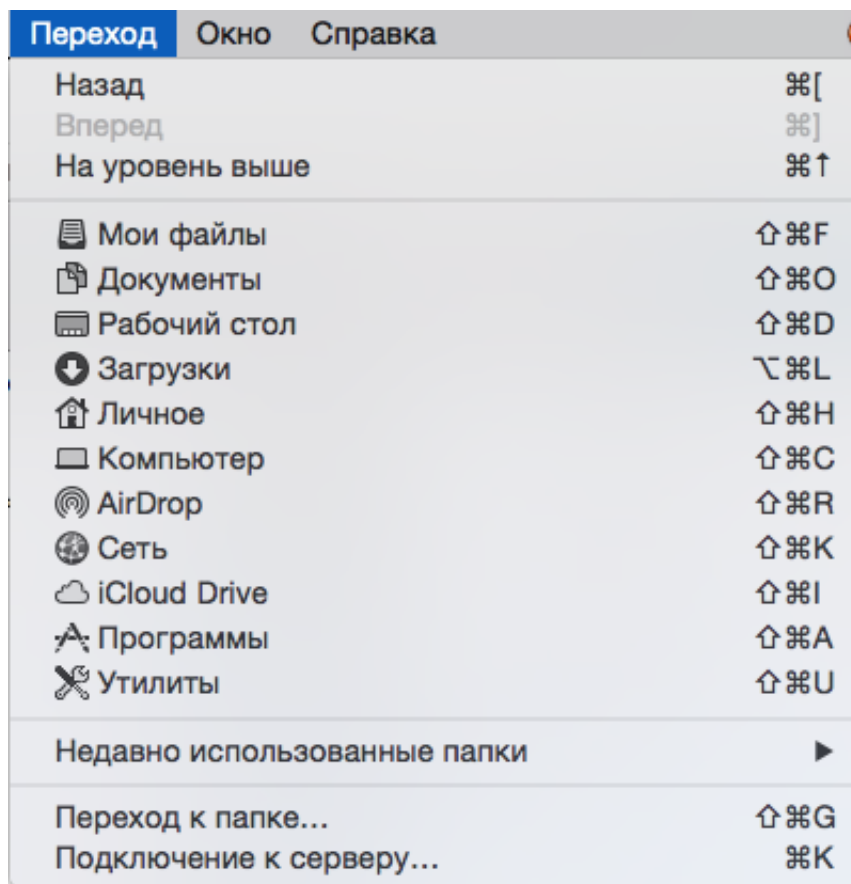 Переход Окно Справка
Назад ⌘[
Вперед ⌘]
На уровень выше ⌘↑
Мои файлы ⇧⌘F
Документы ⇧⌘O
Рабочий стол ⇧⌘D
Загрузки ⌥⌘L
Личное ⇧⌘H
Компьютер ⇧⌘C
AirDrop ⇧⌘R
Сеть ⇧⌘K
iCloud Drive ⇧⌘I
Программы ⇧⌘A
Утилиты ⇧⌘U
Недавно использованные папки ▶
Переход к папке... ⇧⌘G
Подключение к серверу... ⌘K